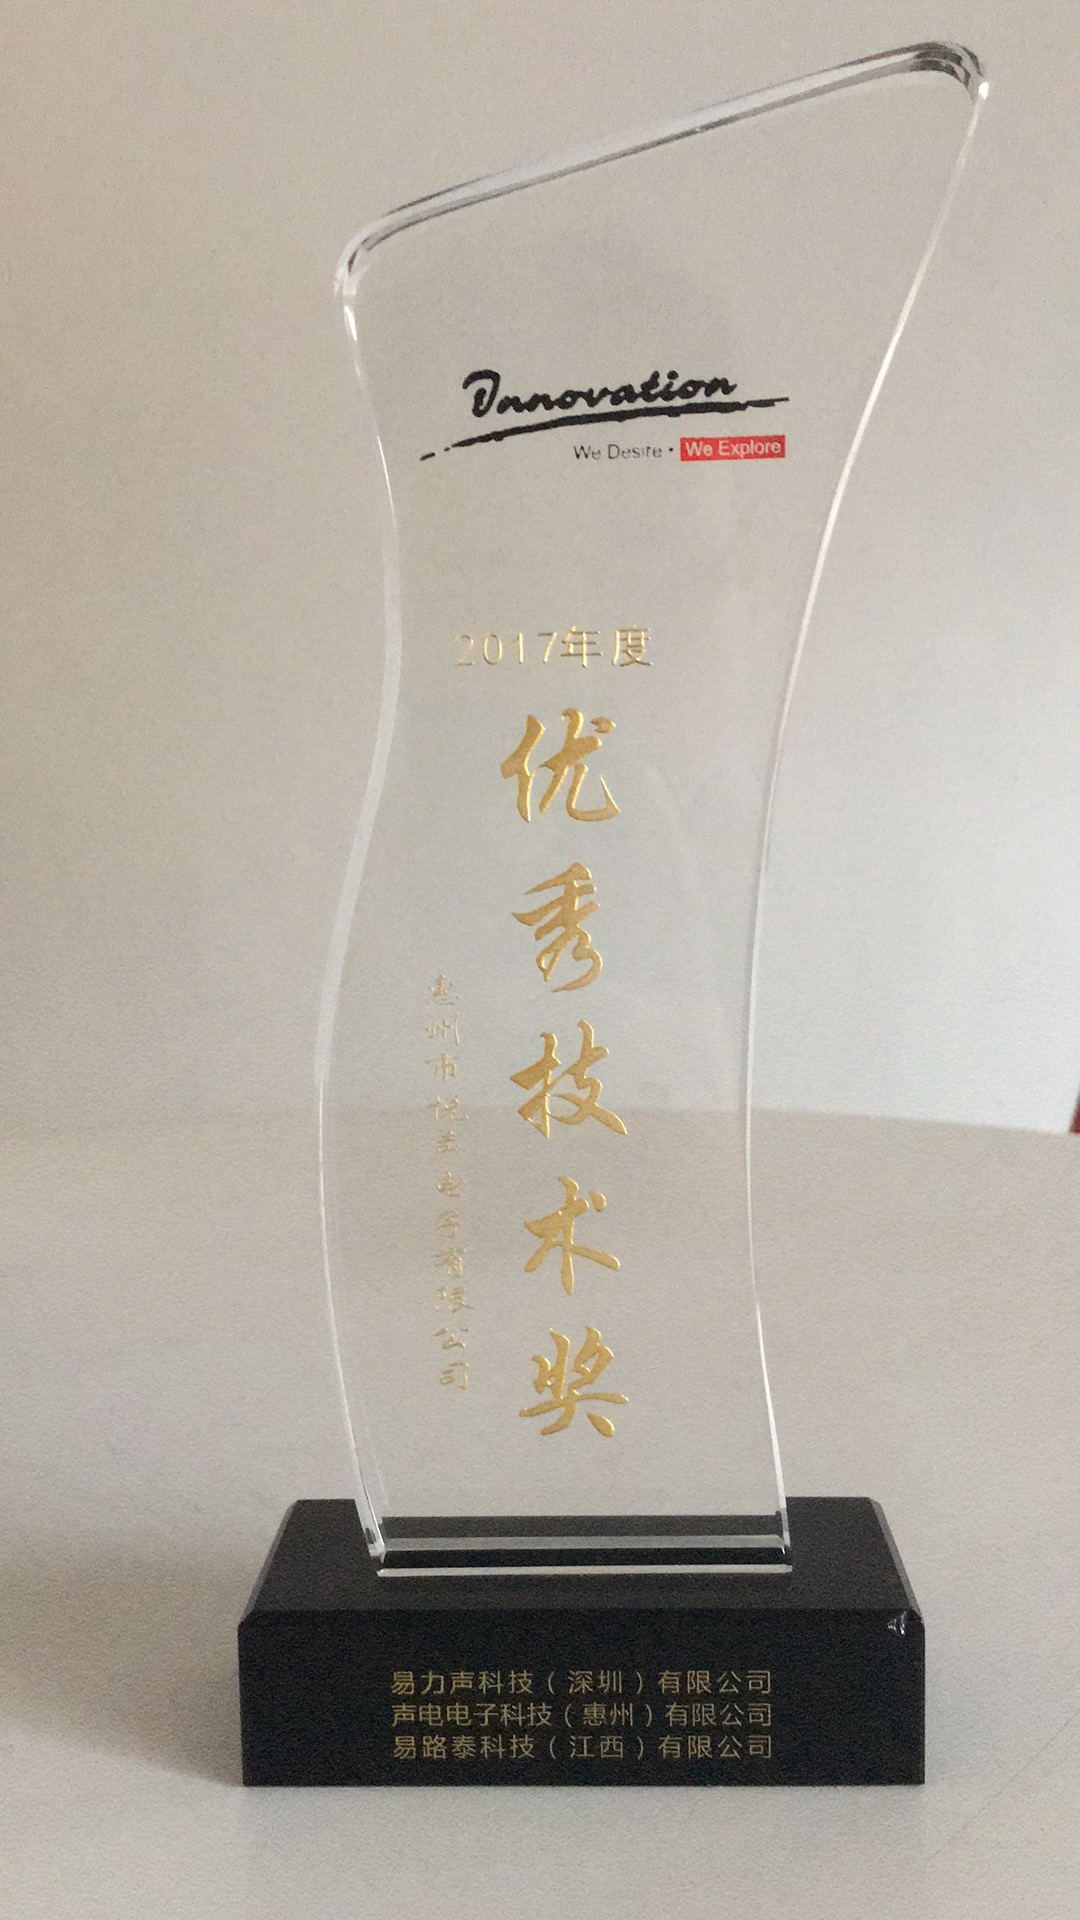 Innovation
We Desire · We Explore
2017年度
优秀技术奖
惠州市悦声电子有限公司
易力声科技（深圳）有限公司
声电电子科技（惠州）有限公司
易路泰科技（江西）有限公司